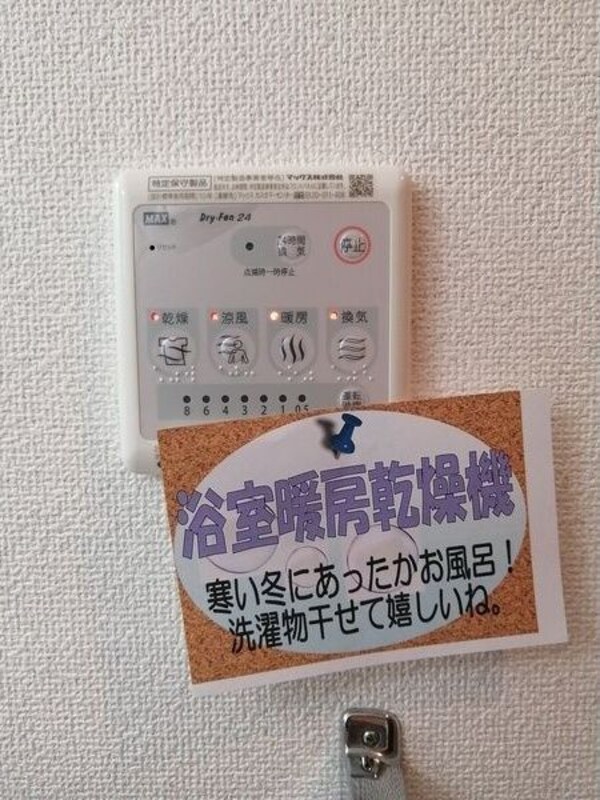 特定保守製品
マックス株式会社
MAX
Dry-Fan 24
24時間
換気
停止
点滅時一時停止
乾燥 涼風 暖房 換気
8 6 4 3 2 1 0.5
浴室暖房乾燥機
寒い冬にあったかお風呂！
洗濯物干せて嬉しいね。